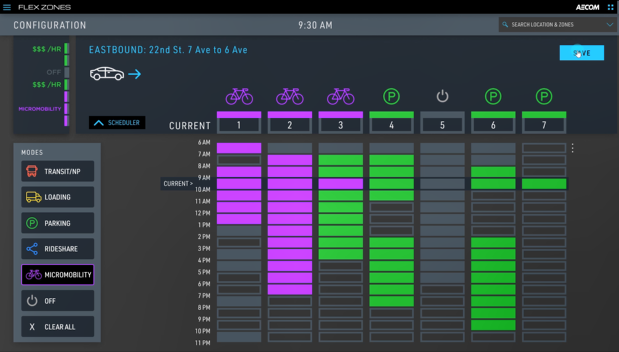 FLEX ZONES
AECOM
CONFIGURATION
9:30 AM
SEARCH LOCATION & ZONES
$$$ /HR
OFF
$$$ /HR
MICROMOBILITY
EASTBOUND: 22nd St. 7 Ave to 6 Ave
SAVE
SCHEDULER
P
P
P
CURRENT 1 2 3 4 5 6 7
MODES
TRANSIT/NP
LOADING
P PARKING
RIDESHARE
MICROMOBILITY
OFF
X CLEAR ALL
CURRENT >
6 AM
7 AM
8 AM
9 AM
10 AM
11 AM
12 PM
1 PM
2 PM
3 PM
4 PM
5 PM
6 PM
7 PM
8 PM
9 PM
10 PM
11 PM